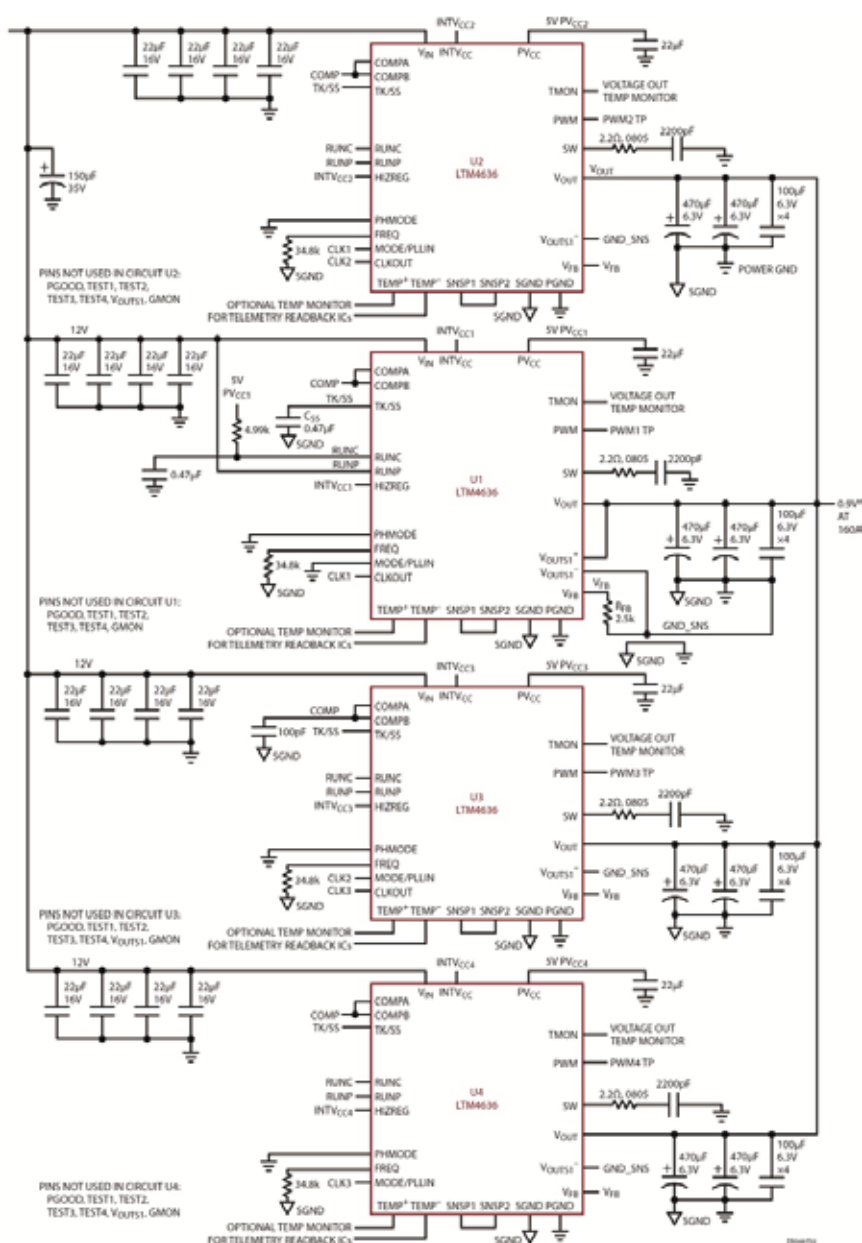 INTVCC2
5V PVCC2
22µF
16V
22µF
16V
22µF
16V
22µF
16V
22µF
VIN
INTVCC
PVCC
COMP
COMPA
COMPB
TK/SS
TK/SS
TMON
VOLTAGE OUT
TEMP MONITOR
PWM
PWM2 TP
2.2Ω, 0805
2200pF
SW
RUNC
RUNC
RUNP
RUNP
INTVCC2
HIZREG
U2
LTM4636
VOUT
VOUT
150µF
35V
470µF
6.3V
470µF
6.3V
100µF
6.3V
×4
PHMODE
FREQ
34.8k
CLK1
MODE/PLLIN
CLK2
CLKOUT
SGND
VOUTS1⁻
GND_SNS
VFB
VFB
POWER GND
SGND
PINS NOT USED IN CIRCUIT U2:
PGOOD, TEST1, TEST2,
TEST3, TEST4, VOUTS1, GMON
TEMP⁺
TEMP⁻
SNSP1
SNSP2
SGND
PGND
OPTIONAL TEMP MONITOR
FOR TELEMETRY READBACK ICs
SGND
12V
INTVCC1
5V PVCC1
22µF
16V
22µF
16V
22µF
16V
22µF
16V
22µF
VIN
INTVCC
PVCC
COMP
COMPA
COMPB
TK/SS
TK/SS
5V
PVCC1
4.99k
CSS
0.47µF
SGND
TMON
VOLTAGE OUT
TEMP MONITOR
PWM
PWM1 TP
2.2Ω, 0805
2200pF
SW
RUNC
RUNC
RUNP
RUNP
0.47µF
INTVCC1
HIZREG
U1
LTM4636
VOUT
0.9V
AT
160A
470µF
6.3V
470µF
6.3V
100µF
6.3V
×4
PHMODE
FREQ
34.8k
MODE/PLLIN
CLK1
CLKOUT
SGND
VOUTS1⁺
VOUTS1⁻
VFB
VFB
RFB
2.5k
GND_SNS
SGND
SGND
PINS NOT USED IN CIRCUIT U1:
PGOOD, TEST1, TEST2,
TEST3, TEST4, GMON
TEMP⁺
TEMP⁻
SNSP1
SNSP2
SGND
PGND
OPTIONAL TEMP MONITOR
FOR TELEMETRY READBACK ICs
SGND
12V
INTVCC3
5V PVCC3
22µF
16V
22µF
16V
22µF
16V
22µF
16V
22µF
VIN
INTVCC
PVCC
COMP
COMPA
COMPB
100pF
TK/SS
TK/SS
SGND
TMON
VOLTAGE OUT
TEMP MONITOR
PWM
PWM3 TP
2.2Ω, 0805
2200pF
SW
RUNC
RUNC
RUNP
RUNP
INTVCC3
HIZREG
U3
LTM4636
VOUT
470µF
6.3V
470µF
6.3V
100µF
6.3V
×4
PHMODE
FREQ
34.8k
CLK2
MODE/PLLIN
CLK3
CLKOUT
SGND
VOUTS1⁻
GND_SNS
VFB
VFB
SGND
PINS NOT USED IN CIRCUIT U3:
PGOOD, TEST1, TEST2,
TEST3, TEST4, VOUTS1, GMON
TEMP⁺
TEMP⁻
SNSP1
SNSP2
SGND
PGND
OPTIONAL TEMP MONITOR
FOR TELEMETRY READBACK ICs
SGND
12V
INTVCC4
5V PVCC4
22µF
16V
22µF
16V
22µF
16V
22µF
16V
22µF
VIN
INTVCC
PVCC
COMP
COMPA
COMPB
TK/SS
TK/SS
TMON
VOLTAGE OUT
TEMP MONITOR
PWM
PWM4 TP
2.2Ω, 0805
2200pF
SW
RUNC
RUNC
RUNP
RUNP
INTVCC4
HIZREG
U4
LTM4636
VOUT
470µF
6.3V
470µF
6.3V
100µF
6.3V
×4
PHMODE
FREQ
34.8k
CLK3
MODE/PLLIN
SGND
VOUTS1⁻
GND_SNS
VFB
VFB
SGND
PINS NOT USED IN CIRCUIT U4:
PGOOD, TEST1, TEST2,
TEST3, TEST4, VOUTS1, GMON
TEMP⁺
TEMP⁻
SNSP1
SNSP2
SGND
PGND
OPTIONAL TEMP MONITOR
FOR TELEMETRY READBACK ICs
SGND